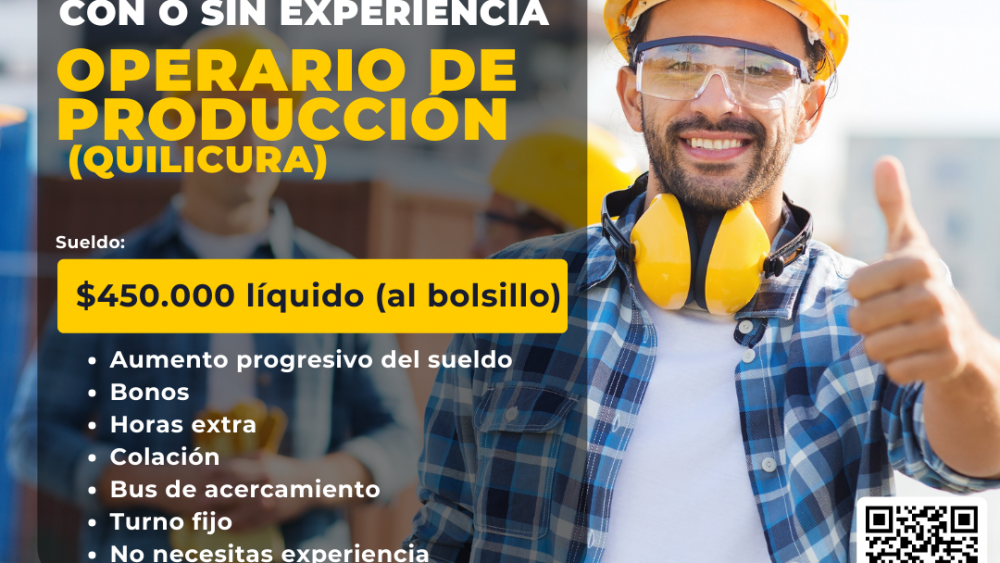 CON O SIN EXPERIENCIA
OPERARIO DE
PRODUCCIÓN
(QUILICURA)
Sueldo:
$450.000 líquido (al bolsillo)
• Aumento progresivo del sueldo
• Bonos
• Horas extra
• Colación
• Bus de acercamiento
• Turno fijo
• No necesitas experiencia